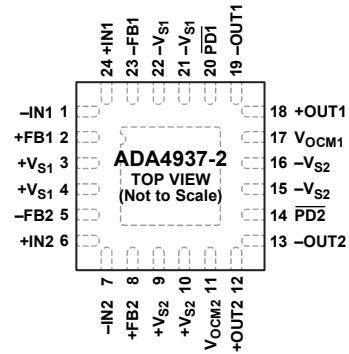 24 +IN1
23 –FB1
22 –VS1
21 –VS1
20 PD1
19 –OUT1
–IN1 1
+FB1 2
+VS1 3
+VS1 4
–FB2 5
+IN2 6
ADA4937-2
TOP VIEW
(Not to Scale)
18 +OUT1
17 VOCM1
16 –VS2
15 –VS2
14 PD2
13 –OUT2
–IN2 7
+FB2 8
+VS2 9
+VS2 10
VOCM2 11
+OUT2 12